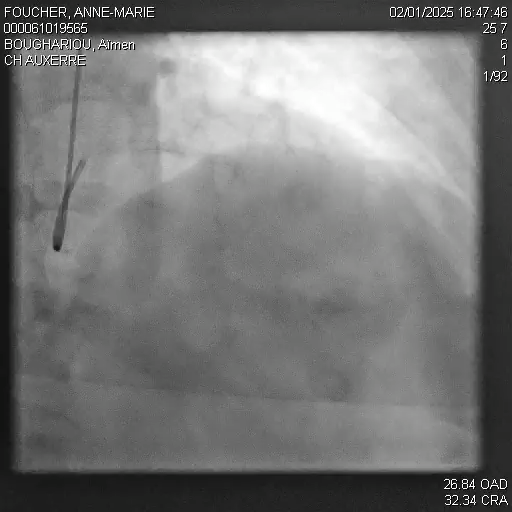 FOUCHER, ANNE-MARIE
02/01/2025 16:47:46
000061019565
25 7
BOUGHARIOU, Aïmen
6
CH AUXERRE
1
1/92
26.84 OAD
32.34 CRA